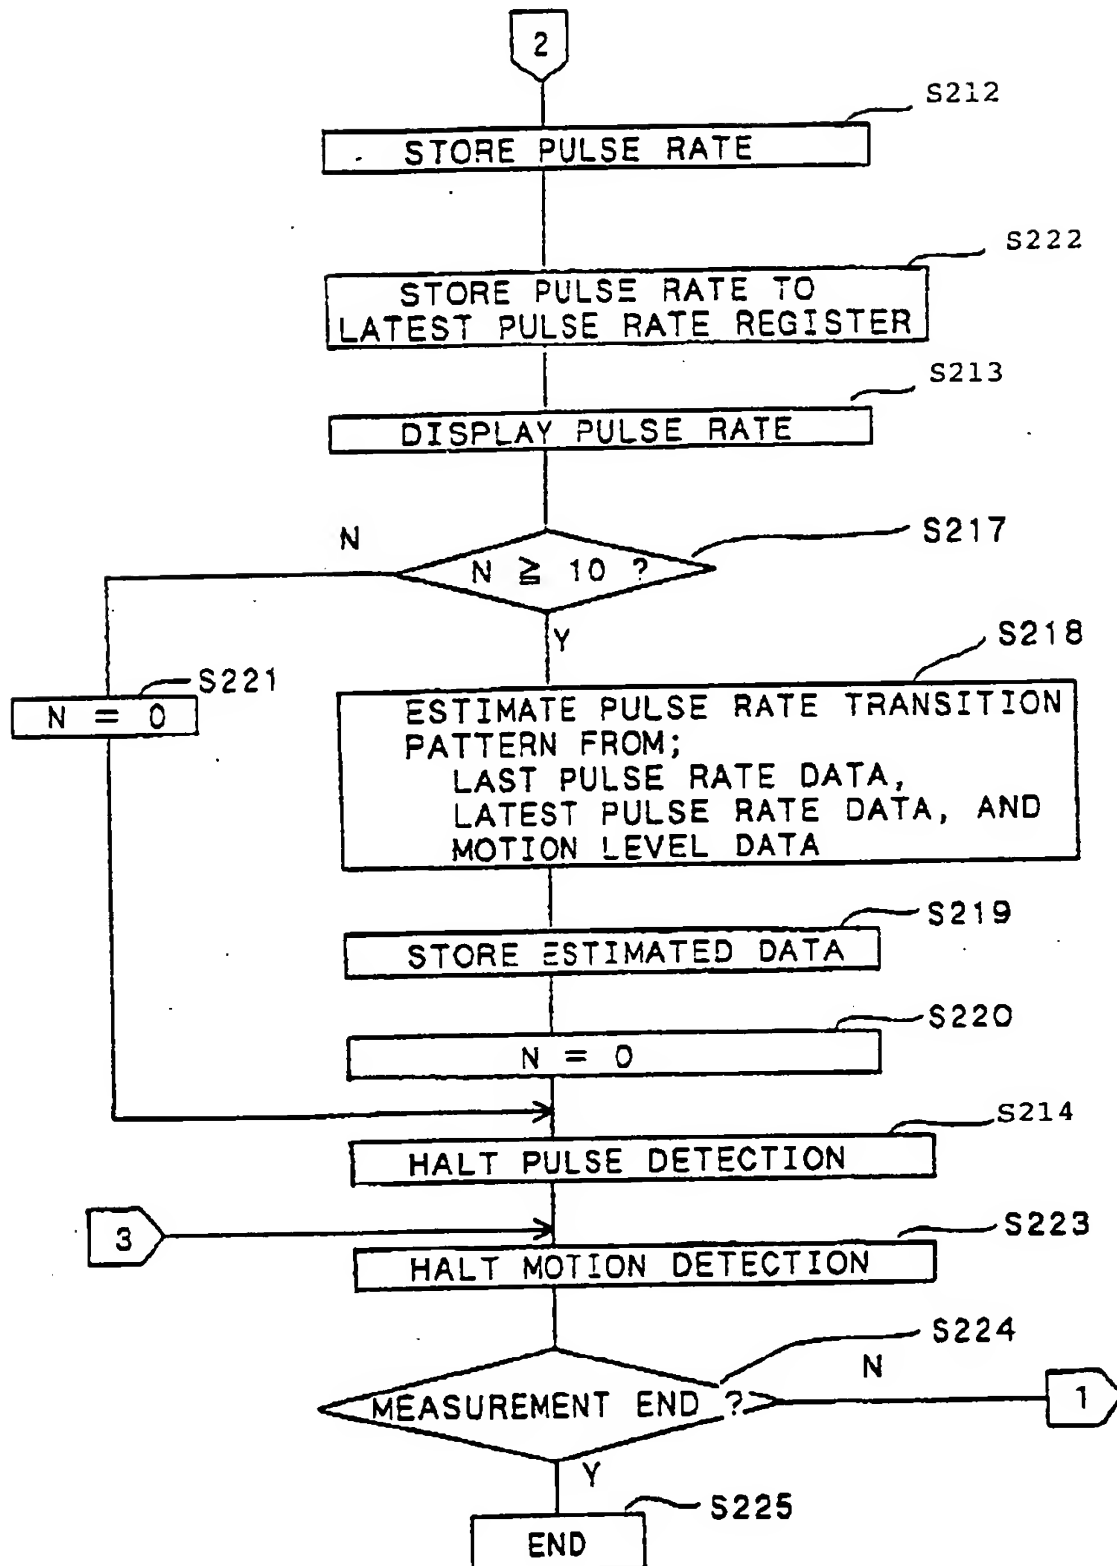 2
S212
STORE PULSE RATE
S222
STORE PULSE RATE TO
LATEST PULSE RATE REGISTER
S213
DISPLAY PULSE RATE
S217
N
N ≧ 10 ?
Y
S218
S221
N = 0
ESTIMATE PULSE RATE TRANSITION
PATTERN FROM;
LAST PULSE RATE DATA,
LATEST PULSE RATE DATA, AND
MOTION LEVEL DATA
S219
STORE ESTIMATED DATA
S220
N = 0
S214
HALT PULSE DETECTION
3
S223
HALT MOTION DETECTION
S224
N
MEASUREMENT END ?
1
Y
S225
END